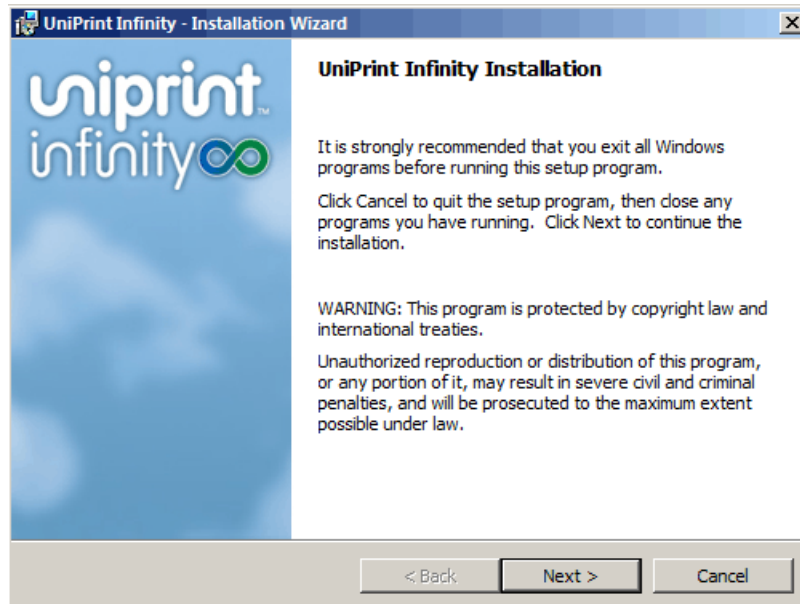 UniPrint Infinity - Installation Wizard
uniprint™
infinity
UniPrint Infinity Installation
It is strongly recommended that you exit all Windows
programs before running this setup program.
Click Cancel to quit the setup program, then close any
programs you have running. Click Next to continue the
installation.
WARNING: This program is protected by copyright law and
international treaties.
Unauthorized reproduction or distribution of this program,
or any portion of it, may result in severe civil and criminal
penalties, and will be prosecuted to the maximum extent
possible under law.
< Back Next > Cancel